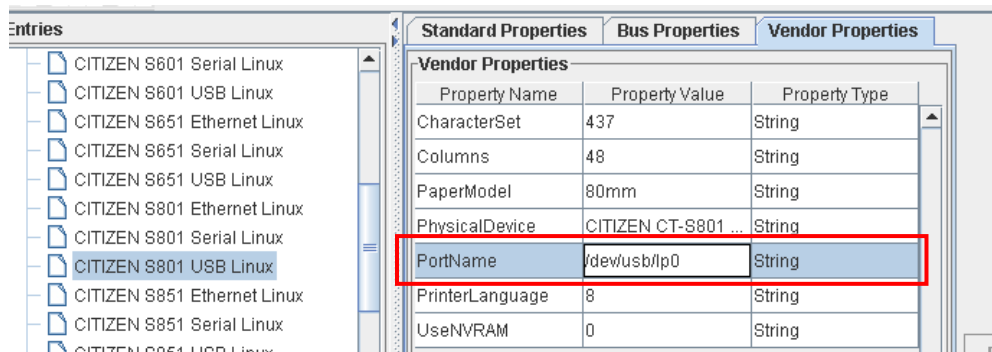 Entries
CITIZEN S601 Serial Linux
CITIZEN S601 USB Linux
CITIZEN S651 Ethernet Linux
CITIZEN S651 Serial Linux
CITIZEN S651 USB Linux
CITIZEN S801 Ethernet Linux
CITIZEN S801 Serial Linux
CITIZEN S801 USB Linux
CITIZEN S851 Ethernet Linux
CITIZEN S851 Serial Linux
Standard Properties Bus Properties Vendor Properties
Vendor Properties
Property Name Property Value Property Type
CharacterSet 437 String
Columns 48 String
PaperModel 80mm String
PhysicalDevice CITIZEN CT-S801 ... String
PortName /dev/usb/lp0 String
PrinterLanguage 8 String
UseNVRAM 0 String